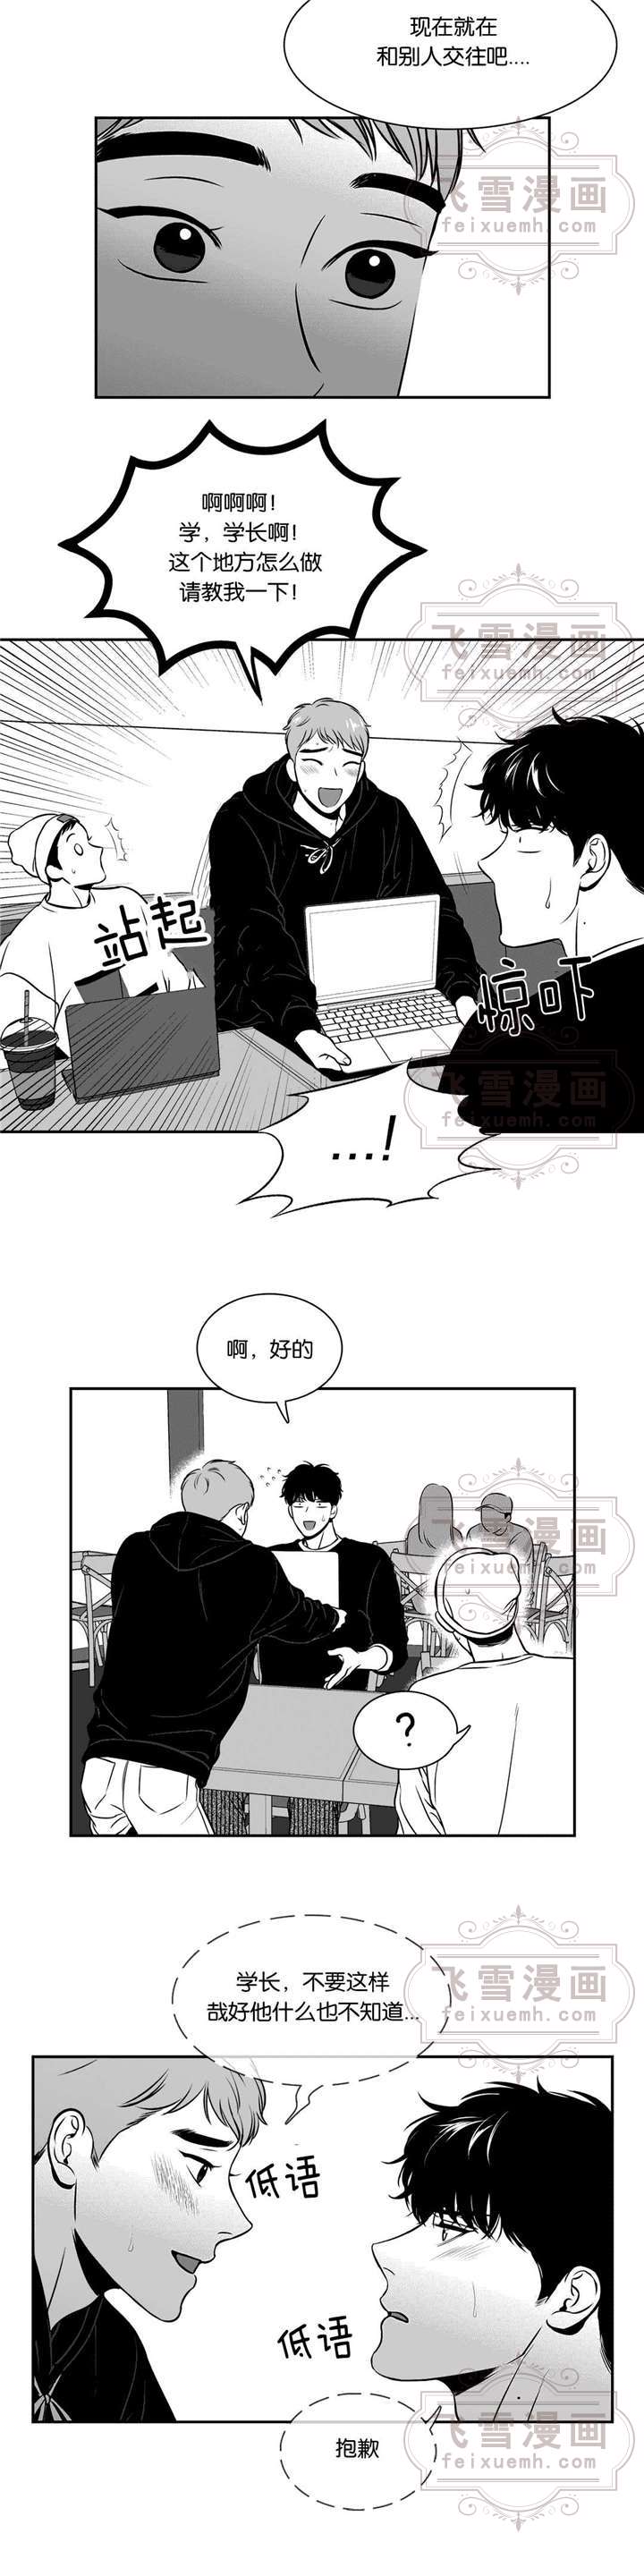 现在就在
和别人交往吧....
飞雪漫画
feixuemh.com
啊啊啊！
学，学长啊！
这个地方怎么做
请教我一下！
飞雪漫画
feixuemh.com
站起
惊吓
飞雪漫画
feixuemh.com
...!
啊，好的
飞雪漫画
feixuemh.com
?
学长，不要这样
哉好他什么也不知道...
飞雪漫画
feixuemh.com
低语
低语
抱歉
飞雪漫画
feixuemh.com